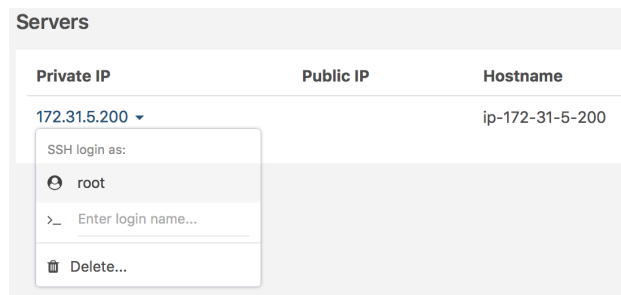 Servers
Private IP Public IP Hostname
172.31.5.200 ip-172-31-5-200
SSH login as:
root
>_ Enter login name...
Delete...